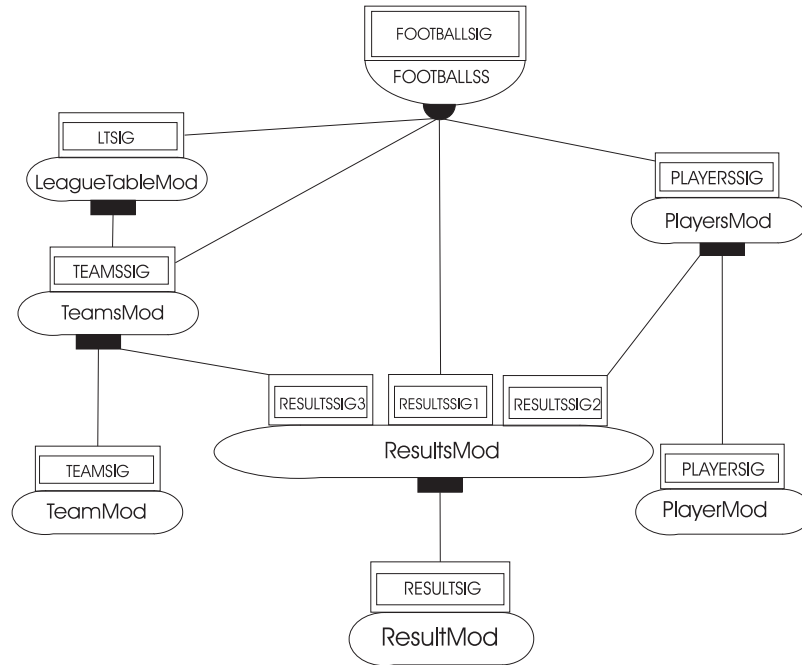 FOOTBALLSIG
FOOTBALLSS
LTSIG
LeagueTableMod
PLAYERSSIG
PlayersMod
TEAMSSIG
TeamsMod
RESULTSSIG3
RESULTSSIG1
RESULTSSIG2
ResultsMod
TEAMSIG
TeamMod
PLAYERSIG
PlayerMod
RESULTSIG
ResultMod